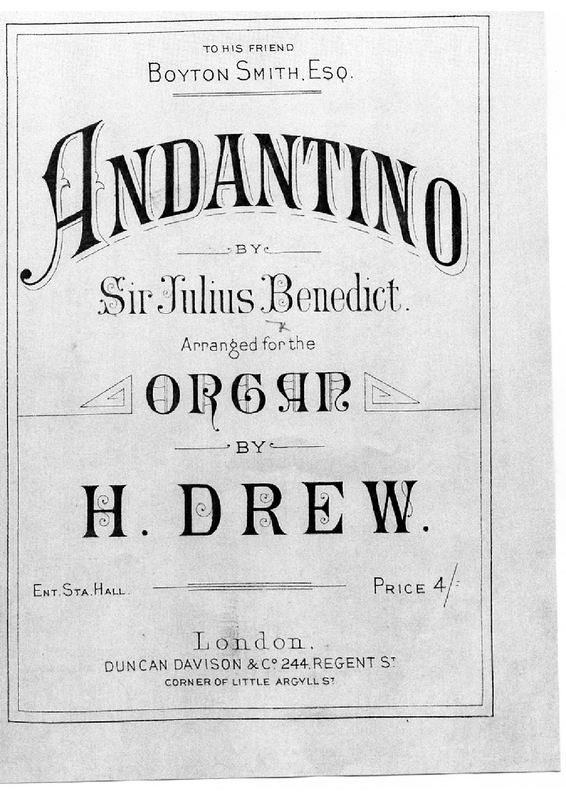 TO HIS FRIEND
BOYTON SMITH, ESQ.
ANDANTINO
BY
Sir Julius Benedict.
Arranged for the
ORGAN
BY
H. DREW.
ENT. STA. HALL.
PRICE 4/-
London,
DUNCAN DAVISON & Co 244, REGENT ST
CORNER OF LITTLE ARGYLL ST